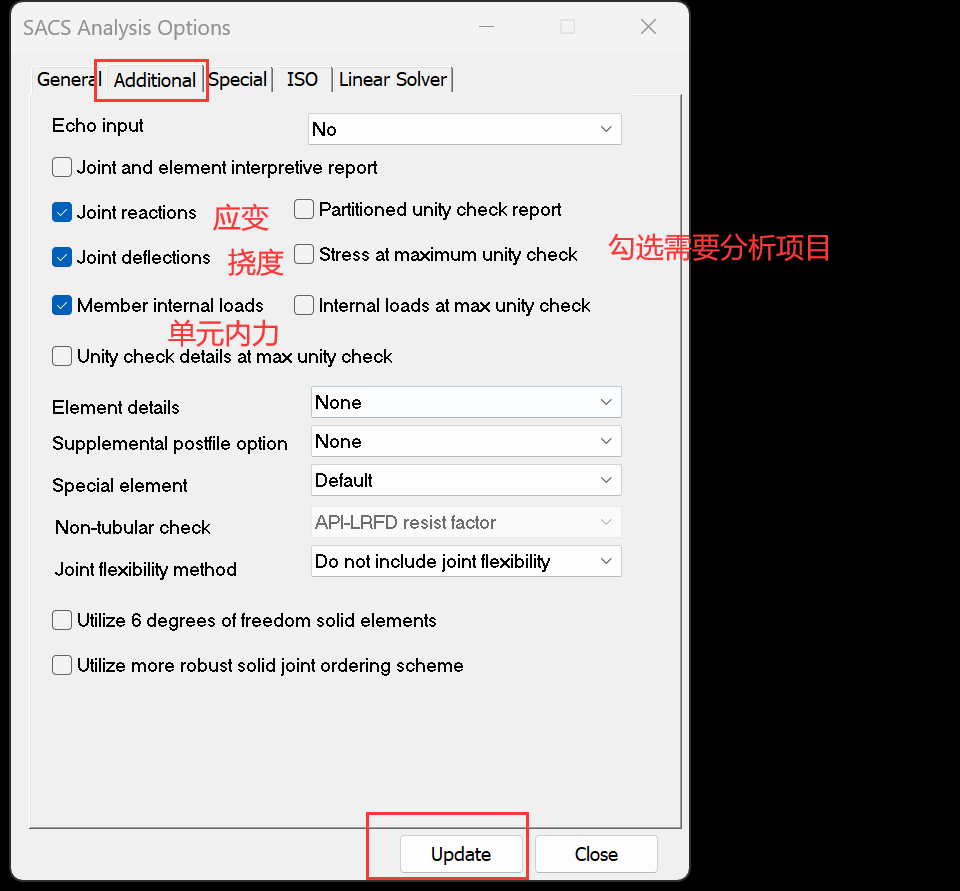 SACS Analysis Options
General Additional Special ISO Linear Solver
Echo input No
Joint and element interpretive report
Joint reactions 应变 Partitioned unity check report
Joint deflections 挠度 Stress at maximum unity check 勾选需要分析项目
Member internal loads Internal loads at max unity check
单元内力
Unity check details at max unity check
Element details None
Supplemental postfile option None
Special element Default
Non-tubular check API-LRFD resist factor
Joint flexibility method Do not include joint flexibility
Utilize 6 degrees of freedom solid elements
Utilize more robust solid joint ordering scheme
Update Close